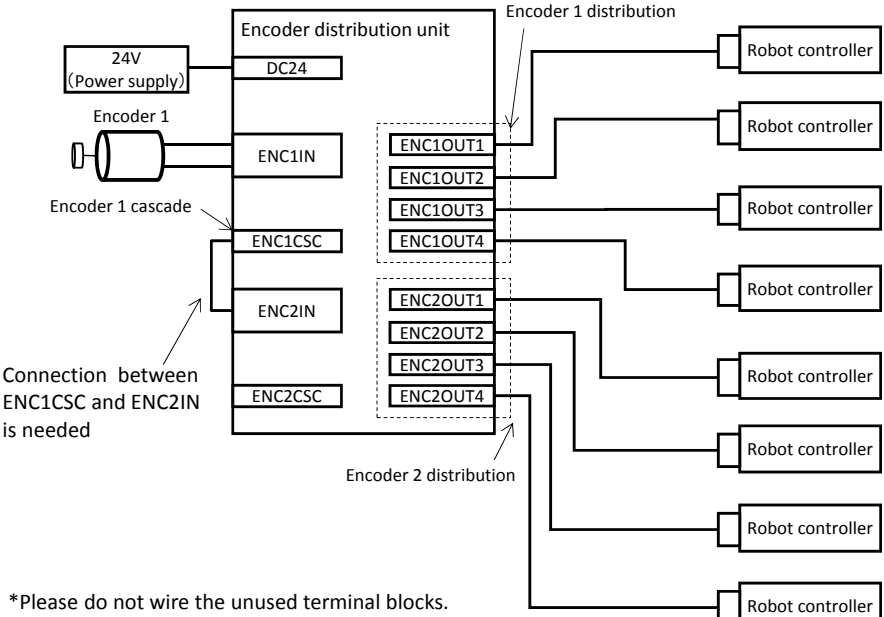 Encoder 1 distribution
Encoder distribution unit
24V
(Power supply)
DC24
Encoder 1
ENC1IN
Encoder 1 cascade
ENC1CSC
ENC2IN
Connection between
ENC1CSC and ENC2IN
is needed
ENC2CSC
ENC1OUT1
ENC1OUT2
ENC1OUT3
ENC1OUT4
ENC2OUT1
ENC2OUT2
ENC2OUT3
ENC2OUT4
Encoder 2 distribution
Robot controller
Robot controller
Robot controller
Robot controller
Robot controller
Robot controller
Robot controller
Robot controller
*Please do not wire the unused terminal blocks.